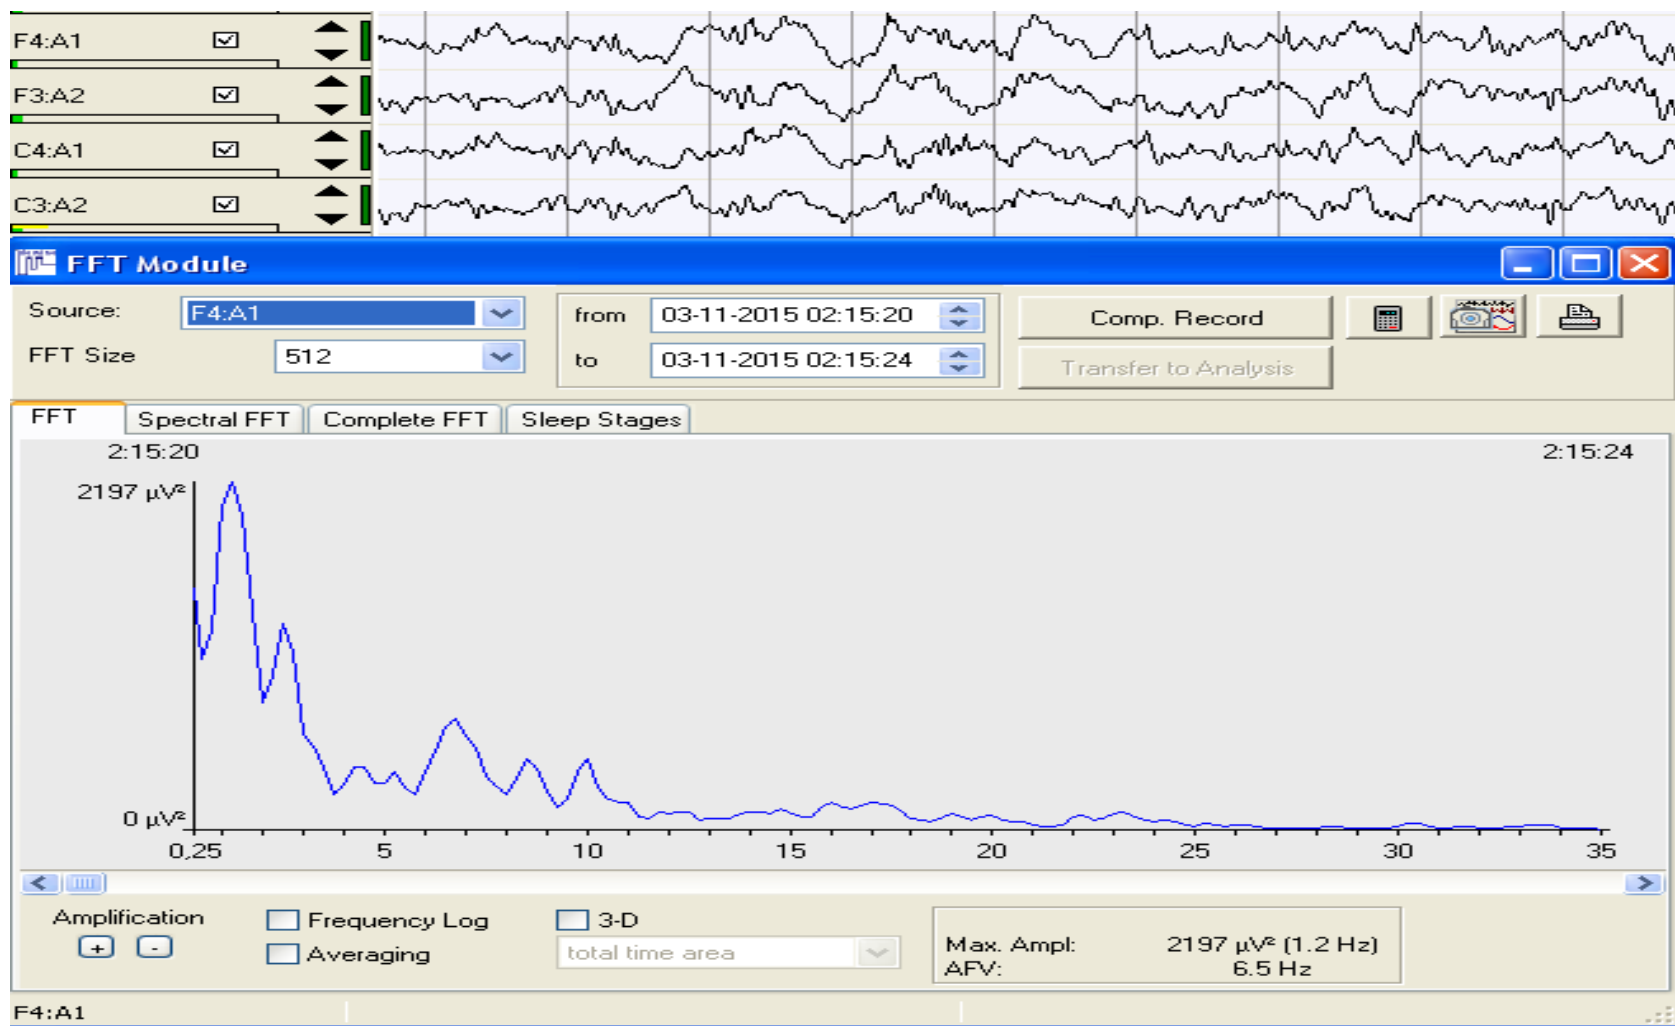 F4:A1
F3:A2
C4:A1
C3:A2
FFT Module
Source: F4:A1 from 03-11-2015 02:15:20 Comp. Record
FFT Size 512 to 03-11-2015 02:15:24 Transfer to Analysis
FFT Spectral FFT Complete FFT Sleep Stages
2:15:20 2:15:24
2197 µV²
0 µV²
0,25 5 10 15 20 25 30 35
Amplification Frequency Log 3-D
+ - Averaging total time area
Max. Ampl: 2197 µV² (1.2 Hz)
AFV: 6.5 Hz
F4:A1